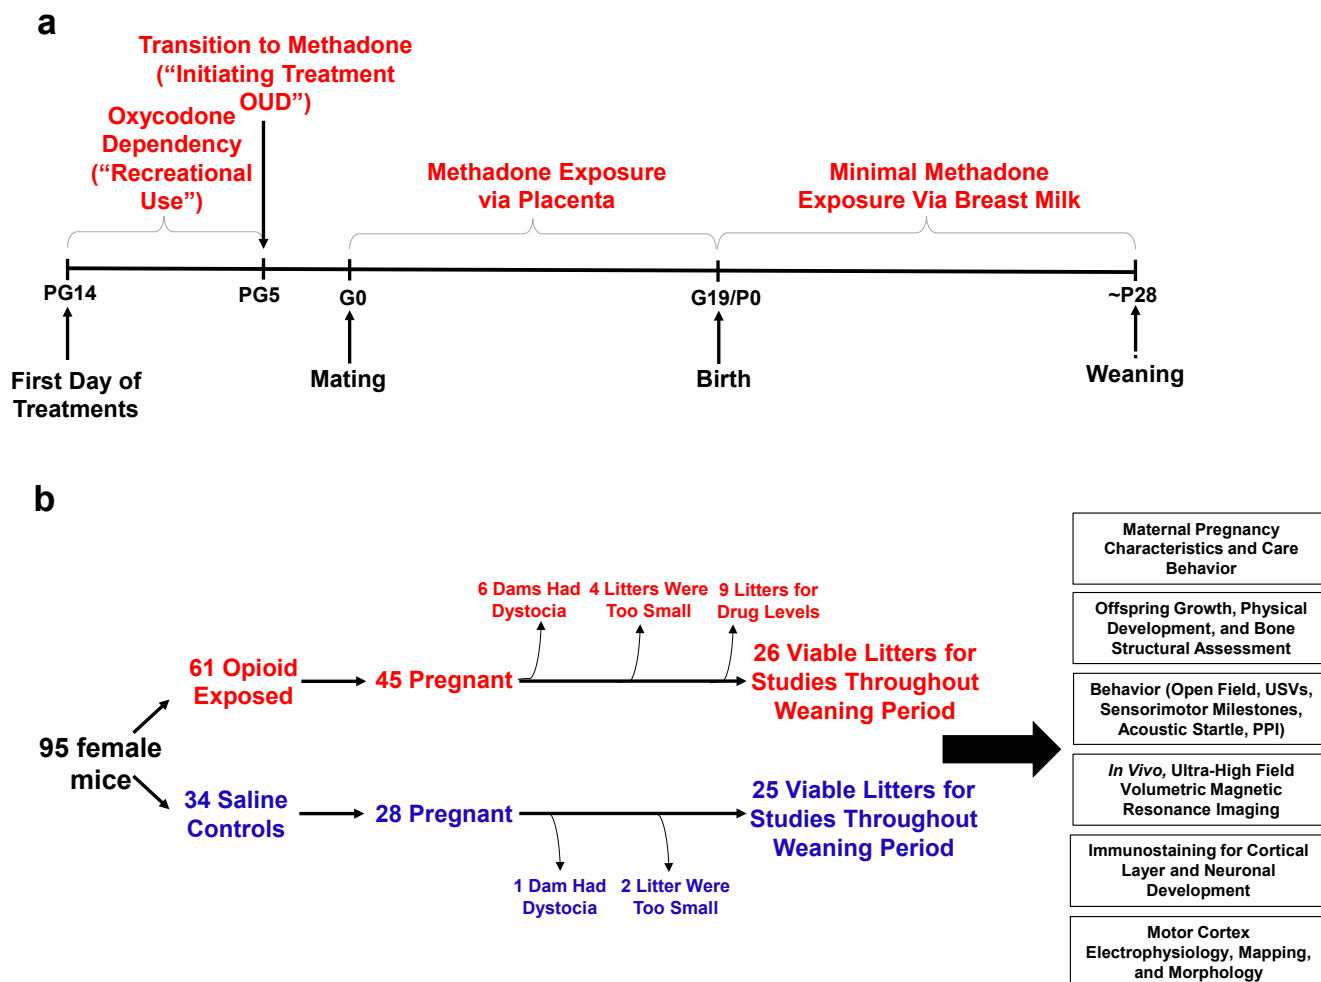 a
Transition to Methadone
(“Initiating Treatment
OUD”)
Oxycodone
Dependency
(“Recreational
Use”)
Methadone Exposure
via Placenta
Minimal Methadone
Exposure Via Breast Milk
PG14
PG5
G0
G19/P0
~P28
First Day of
Treatments
Mating
Birth
Weaning
b
95 female
mice
61 Opioid
Exposed
45 Pregnant
6 Dams Had
Dystocia
4 Litters Were
Too Small
9 Litters for
Drug Levels
26 Viable Litters for
Studies Throughout
Weaning Period
34 Saline
Controls
28 Pregnant
1 Dam Had
Dystocia
2 Litter Were
Too Small
25 Viable Litters for
Studies Throughout
Weaning Period
Maternal Pregnancy
Characteristics and Care
Behavior
Offspring Growth, Physical
Development, and Bone
Structural Assessment
Behavior (Open Field, USVs,
Sensorimotor Milestones,
Acoustic Startle, PPI)
In Vivo, Ultra-High Field
Volumetric Magnetic
Resonance Imaging
Immunostaining for Cortical
Layer and Neuronal
Development
Motor Cortex
Electrophysiology, Mapping,
and Morphology